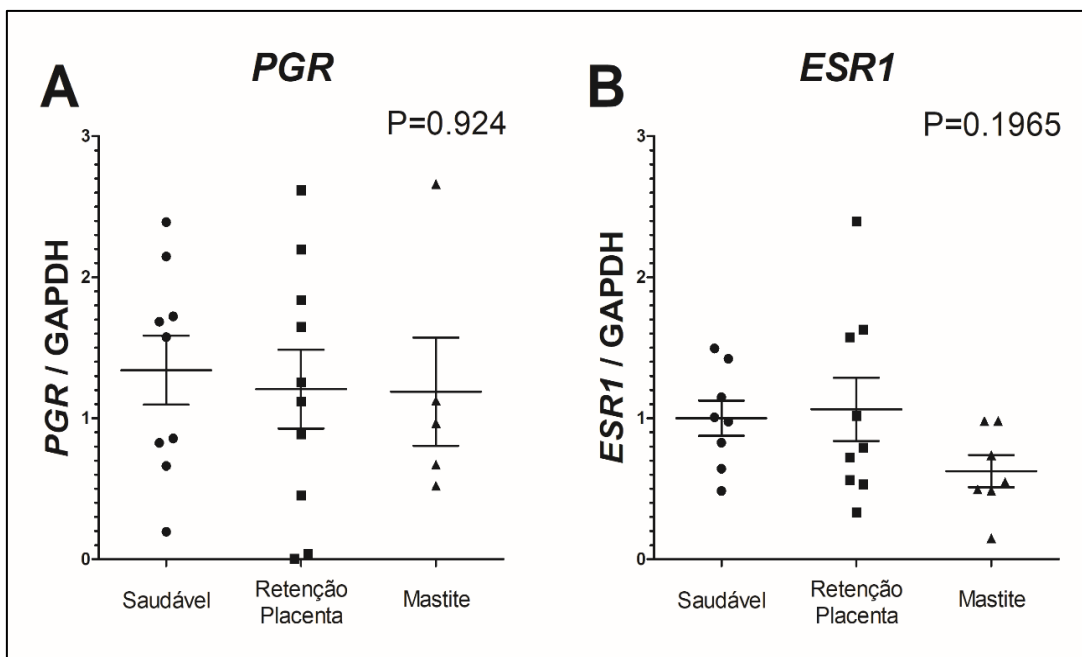 A
PGR
P=0.924
PGR / GAPDH
3
2
1
0
Saudável
Retenção
Placenta
Mastite
B
ESR1
P=0.1965
ESR1 / GAPDH
3
2
1
0
Saudável
Retenção
Placenta
Mastite